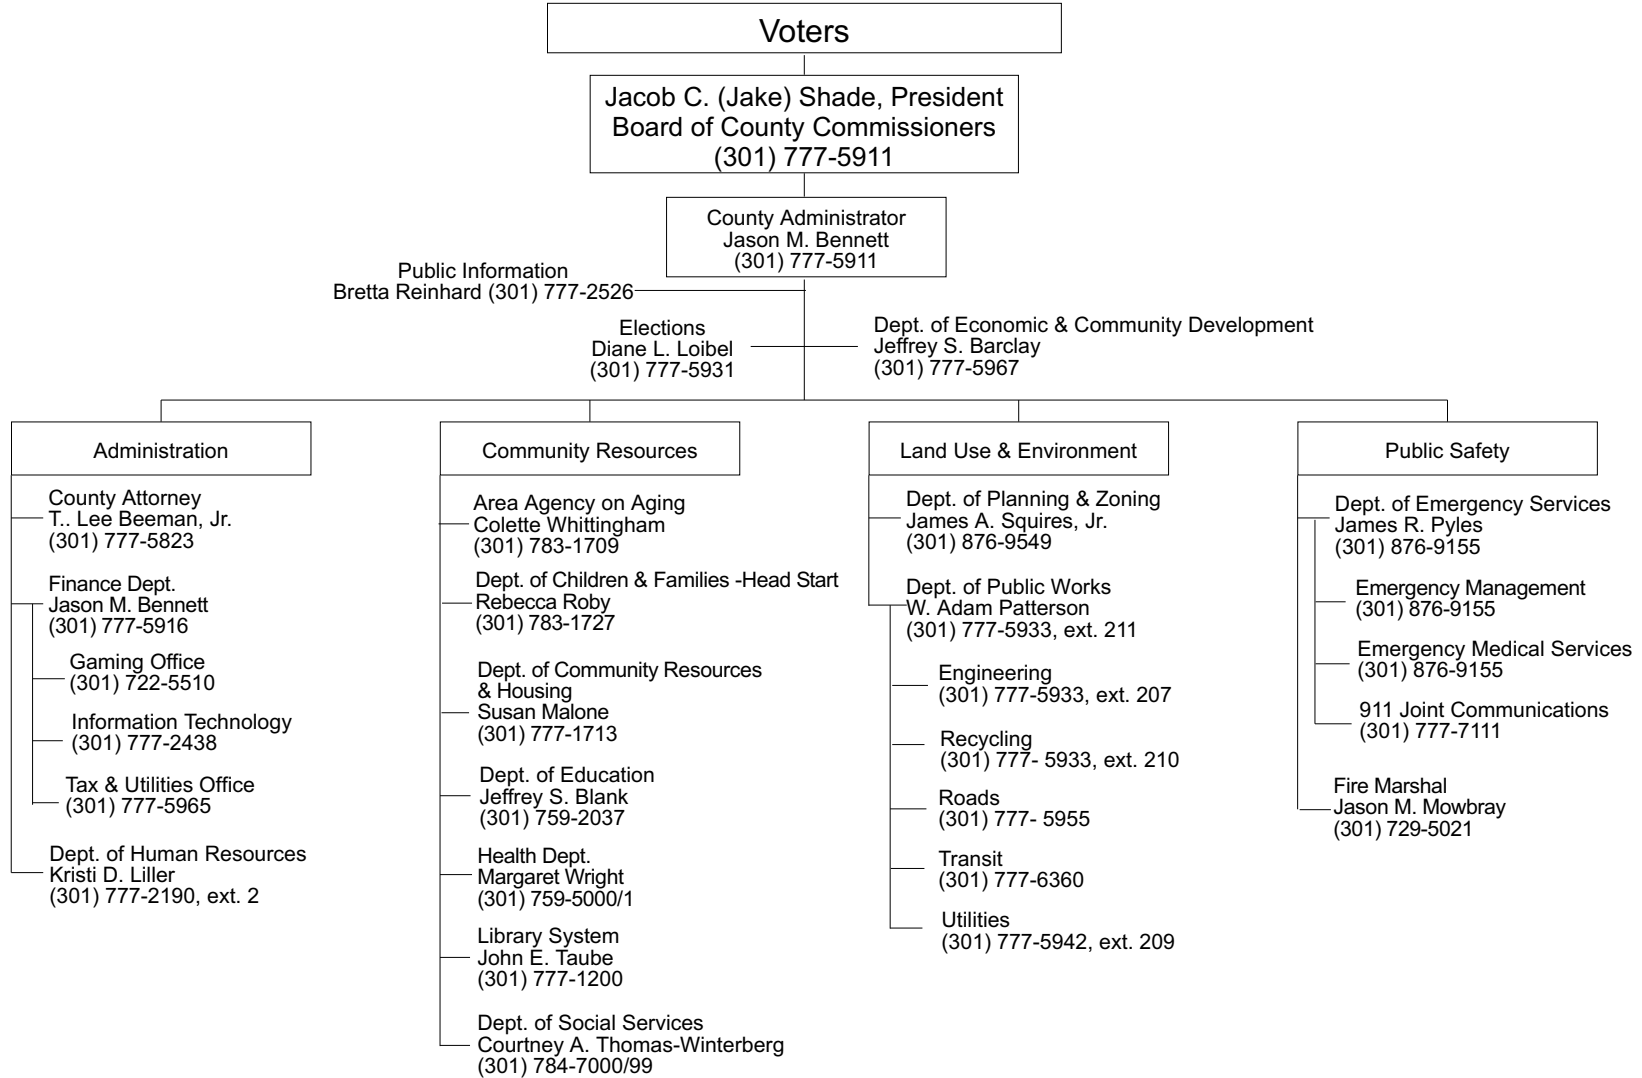 Voters
Jacob C. (Jake) Shade, President
Board of County Commissioners
(301) 777-5911
County Administrator
Jason M. Bennett
(301) 777-5911
Public Information
Bretta Reinhard (301) 777-2526
Elections
Diane L. Loibel
(301) 777-5931
Dept. of Economic & Community Development
Jeffrey S. Barclay
(301) 777-5967
Administration
County Attorney
T.. Lee Beeman, Jr.
(301) 777-5823
Finance Dept.
Jason M. Bennett
(301) 777-5916
Gaming Office
(301) 722-5510
Information Technology
(301) 777-2438
Tax & Utilities Office
(301) 777-5965
Dept. of Human Resources
Kristi D. Liller
(301) 777-2190, ext. 2
Community Resources
Area Agency on Aging
Colette Whittingham
(301) 783-1709
Dept. of Children & Families -Head Start
Rebecca Roby
(301) 783-1727
Dept. of Community Resources
& Housing
Susan Malone
(301) 777-1713
Dept. of Education
Jeffrey S. Blank
(301) 759-2037
Health Dept.
Margaret Wright
(301) 759-5000/1
Library System
John E. Taube
(301) 777-1200
Dept. of Social Services
Courtney A. Thomas-Winterberg
(301) 784-7000/99
Land Use & Environment
Dept. of Planning & Zoning
James A. Squires, Jr.
(301) 876-9549
Dept. of Public Works
W. Adam Patterson
(301) 777-5933, ext. 211
Engineering
(301) 777-5933, ext. 207
Recycling
(301) 777- 5933, ext. 210
Roads
(301) 777- 5955
Transit
(301) 777-6360
Utilities
(301) 777-5942, ext. 209
Public Safety
Dept. of Emergency Services
James R. Pyles
(301) 876-9155
Emergency Management
(301) 876-9155
Emergency Medical Services
(301) 876-9155
911 Joint Communications
(301) 777-7111
Fire Marshal
Jason M. Mowbray
(301) 729-5021